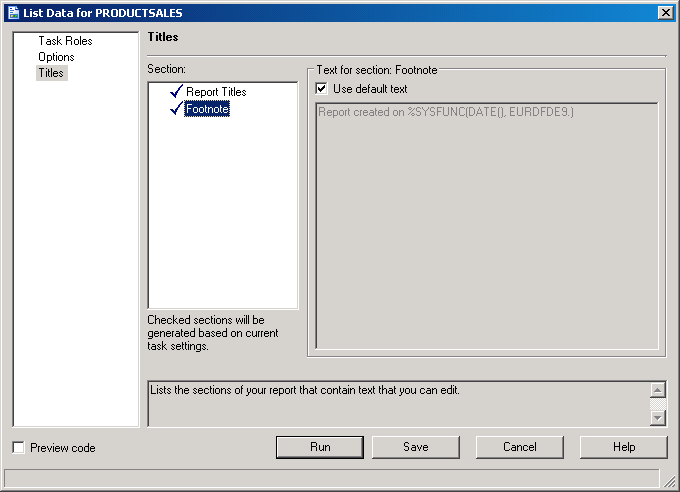 List Data for PRODUCTSALES
Task Roles
Options
Titles
Titles
Section:
Report Titles
Footnote
Checked sections will be
generated based on current
task settings.
Text for section: Footnote
Use default text
Report created on %SYSFUNC(DATE(), EURDFDE9.)
Lists the sections of your report that contain text that you can edit.
Preview code
Run
Save
Cancel
Help